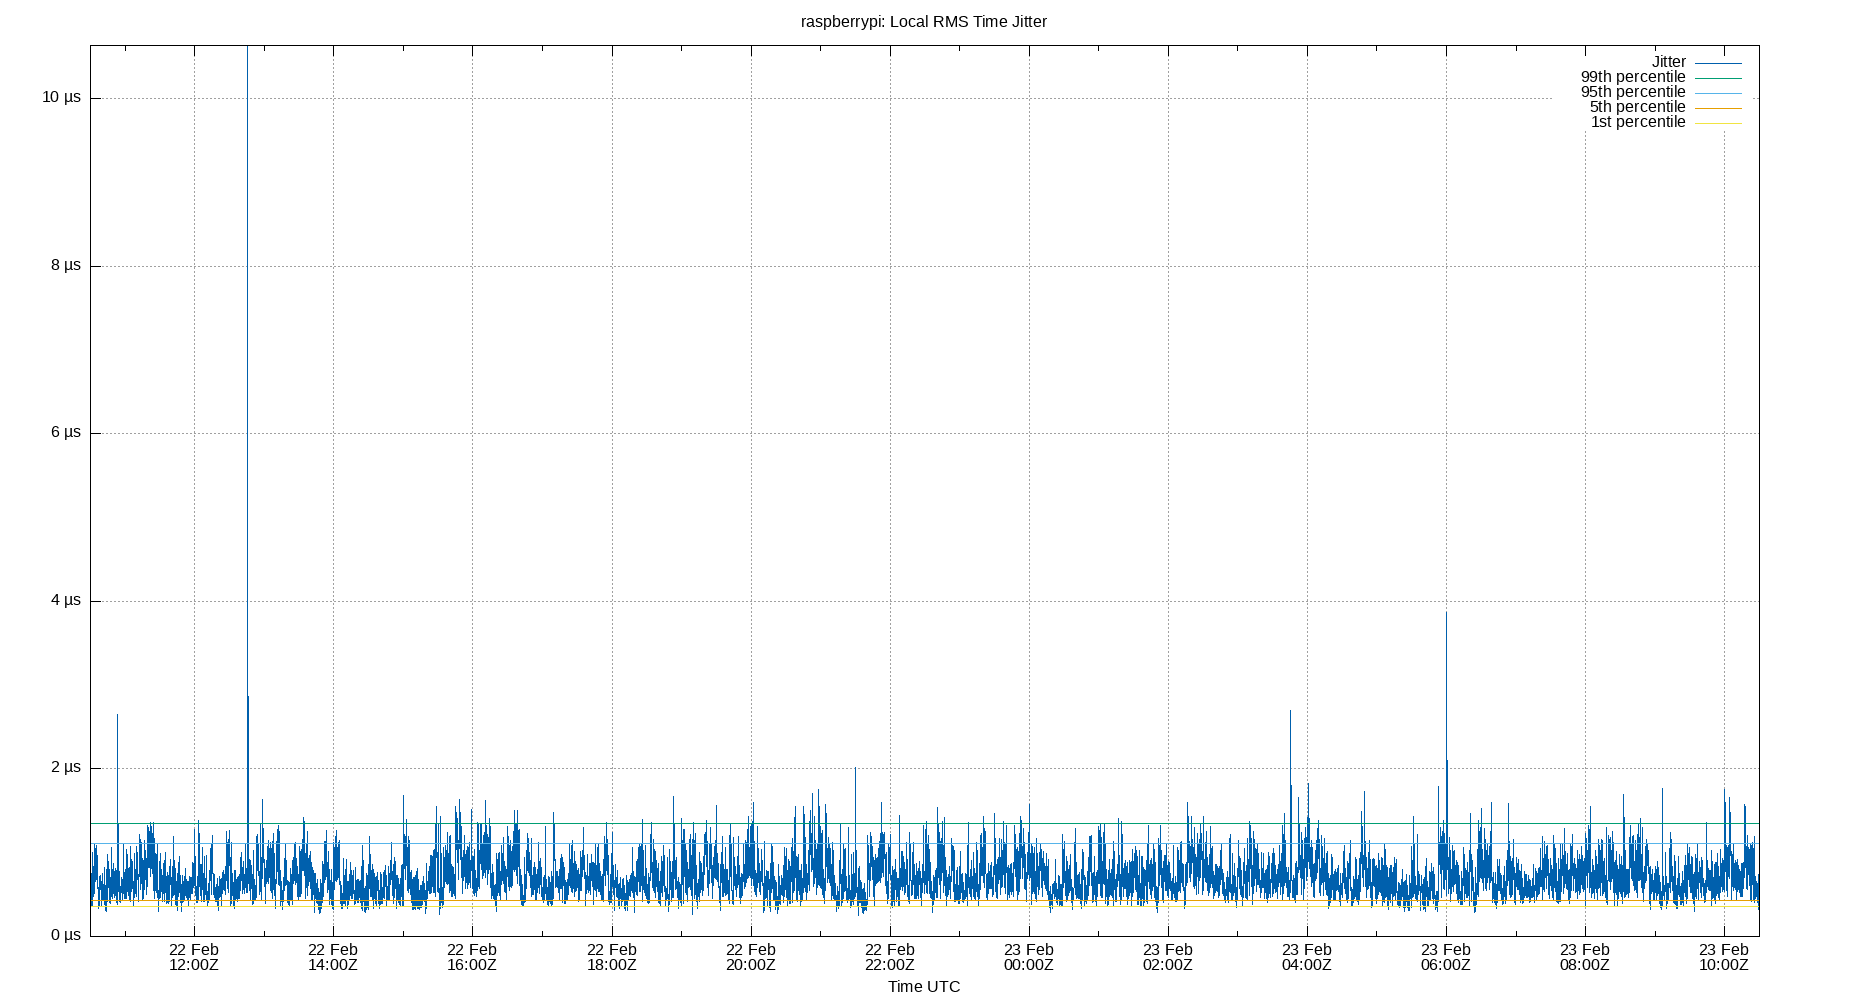 raspberrypi: Local RMS Time Jitter
Jitter
99th percentile
95th percentile
5th percentile
1st percentile
10 µs
8 µs
6 µs
4 µs
2 µs
0 µs
22 Feb 22 Feb 22 Feb 22 Feb 22 Feb 22 Feb 23 Feb 23 Feb 23 Feb 23 Feb 23 Feb 23 Feb
12:00Z 14:00Z 16:00Z 18:00Z 20:00Z 22:00Z 00:00Z 02:00Z 04:00Z 06:00Z 08:00Z 10:00Z
Time UTC